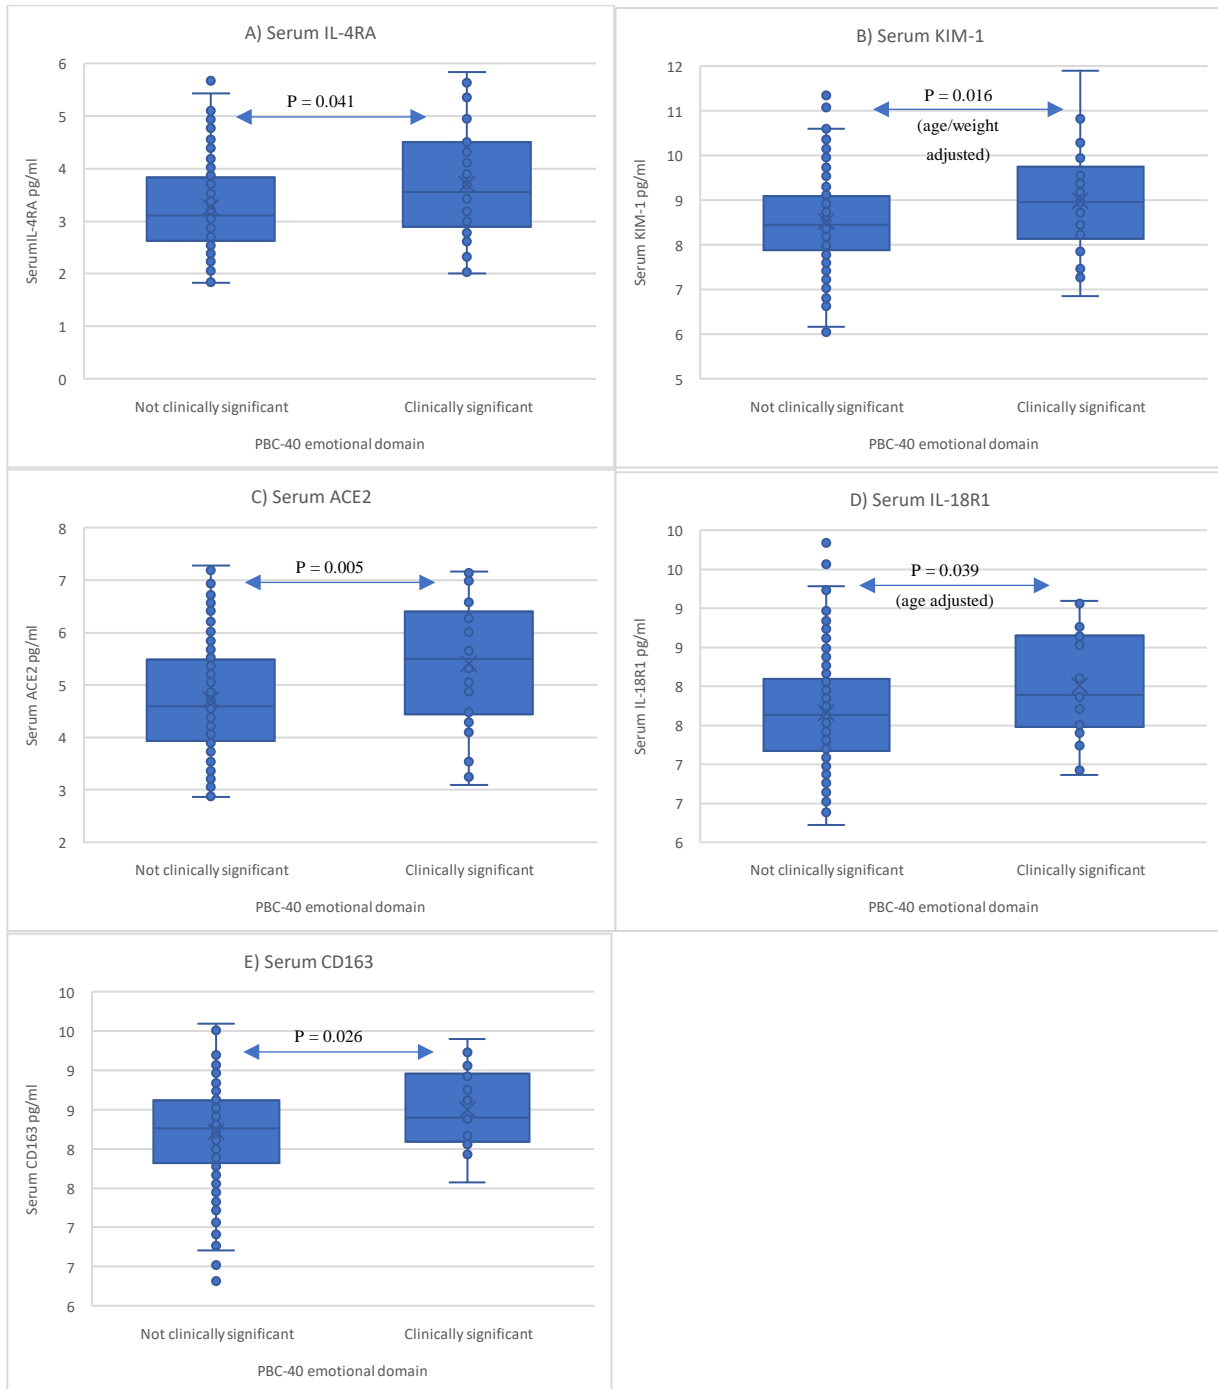 A) Serum IL-4RA
6
5
4
3
2
1
0
SerumIL-4RA pg/ml
P = 0.041
Not clinically significant
Clinically significant
PBC-40 emotional domain
B) Serum KIM-1
12
11
10
9
8
7
6
5
Serum KIM-1 pg/ml
P = 0.016
(age/weight
adjusted)
Not clinically significant
Clinically significant
PBC-40 emotional domain
C) Serum ACE2
8
7
6
5
4
3
2
Serum ACE2 pg/ml
P = 0.005
Not clinically significant
Clinically significant
PBC-40 emotional domain
D) Serum IL-18R1
10
10
9
9
8
8
7
7
6
Serum IL-18R1 pg/ml
P = 0.039
(age adjusted)
Not clinically significant
Clinically significant
PBC-40 emotional domain
E) Serum CD163
10
10
9
9
8
8
7
7
6
Serum CD163 pg/ml
P = 0.026
Not clinically significant
Clinically significant
PBC-40 emotional domain